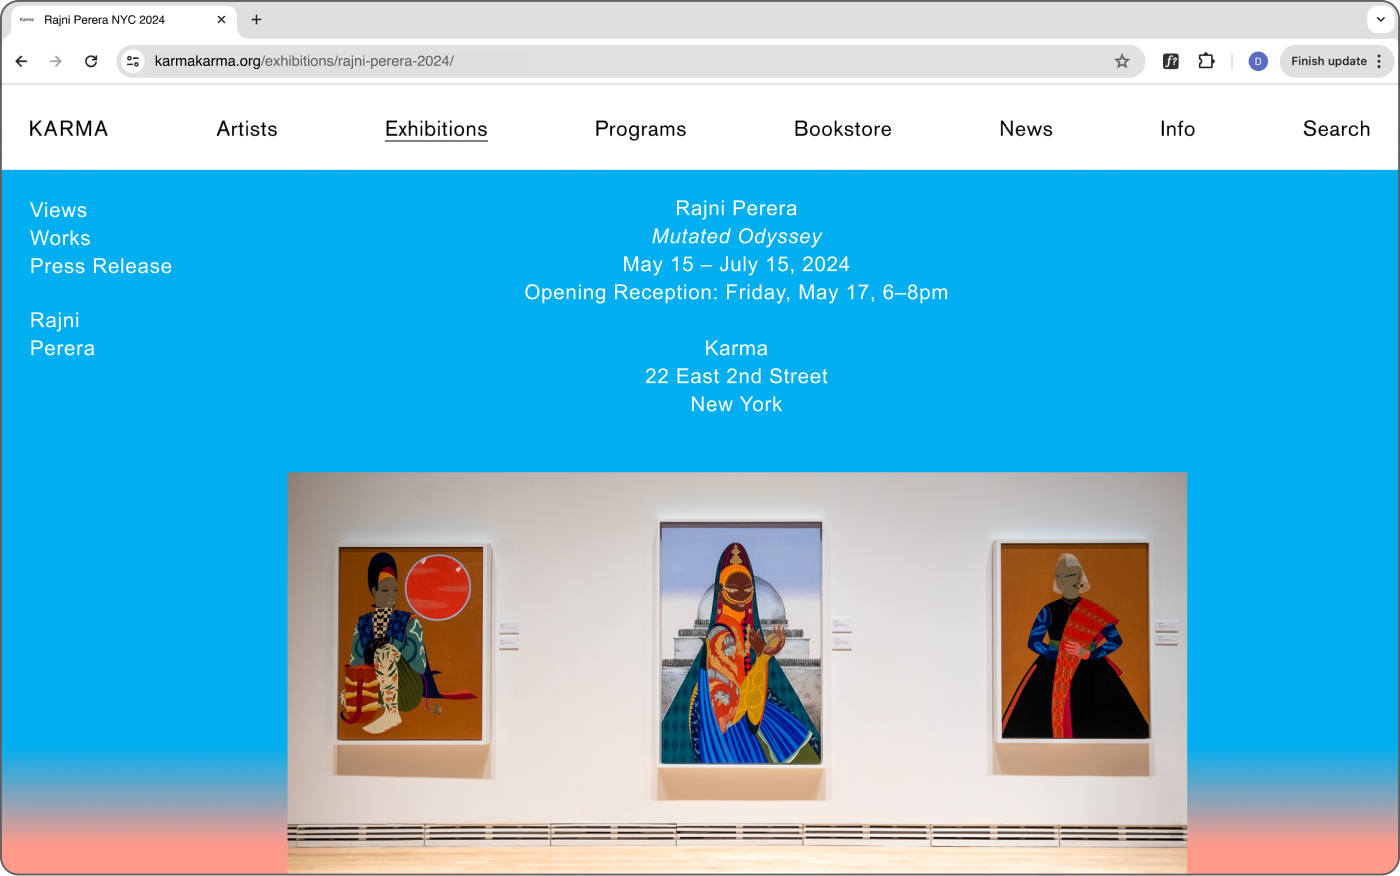 Karma
Rajni Perera NYC 2024
karmakarma.org/exhibitions/rajni-perera-2024/
f?
D
Finish update
KARMA
Artists
Exhibitions
Programs
Bookstore
News
Info
Search
Views
Works
Press Release
Rajni
Perera
Rajni Perera
Mutated Odyssey
May 15 – July 15, 2024
Opening Reception: Friday, May 17, 6–8pm
Karma
22 East 2nd Street
New York